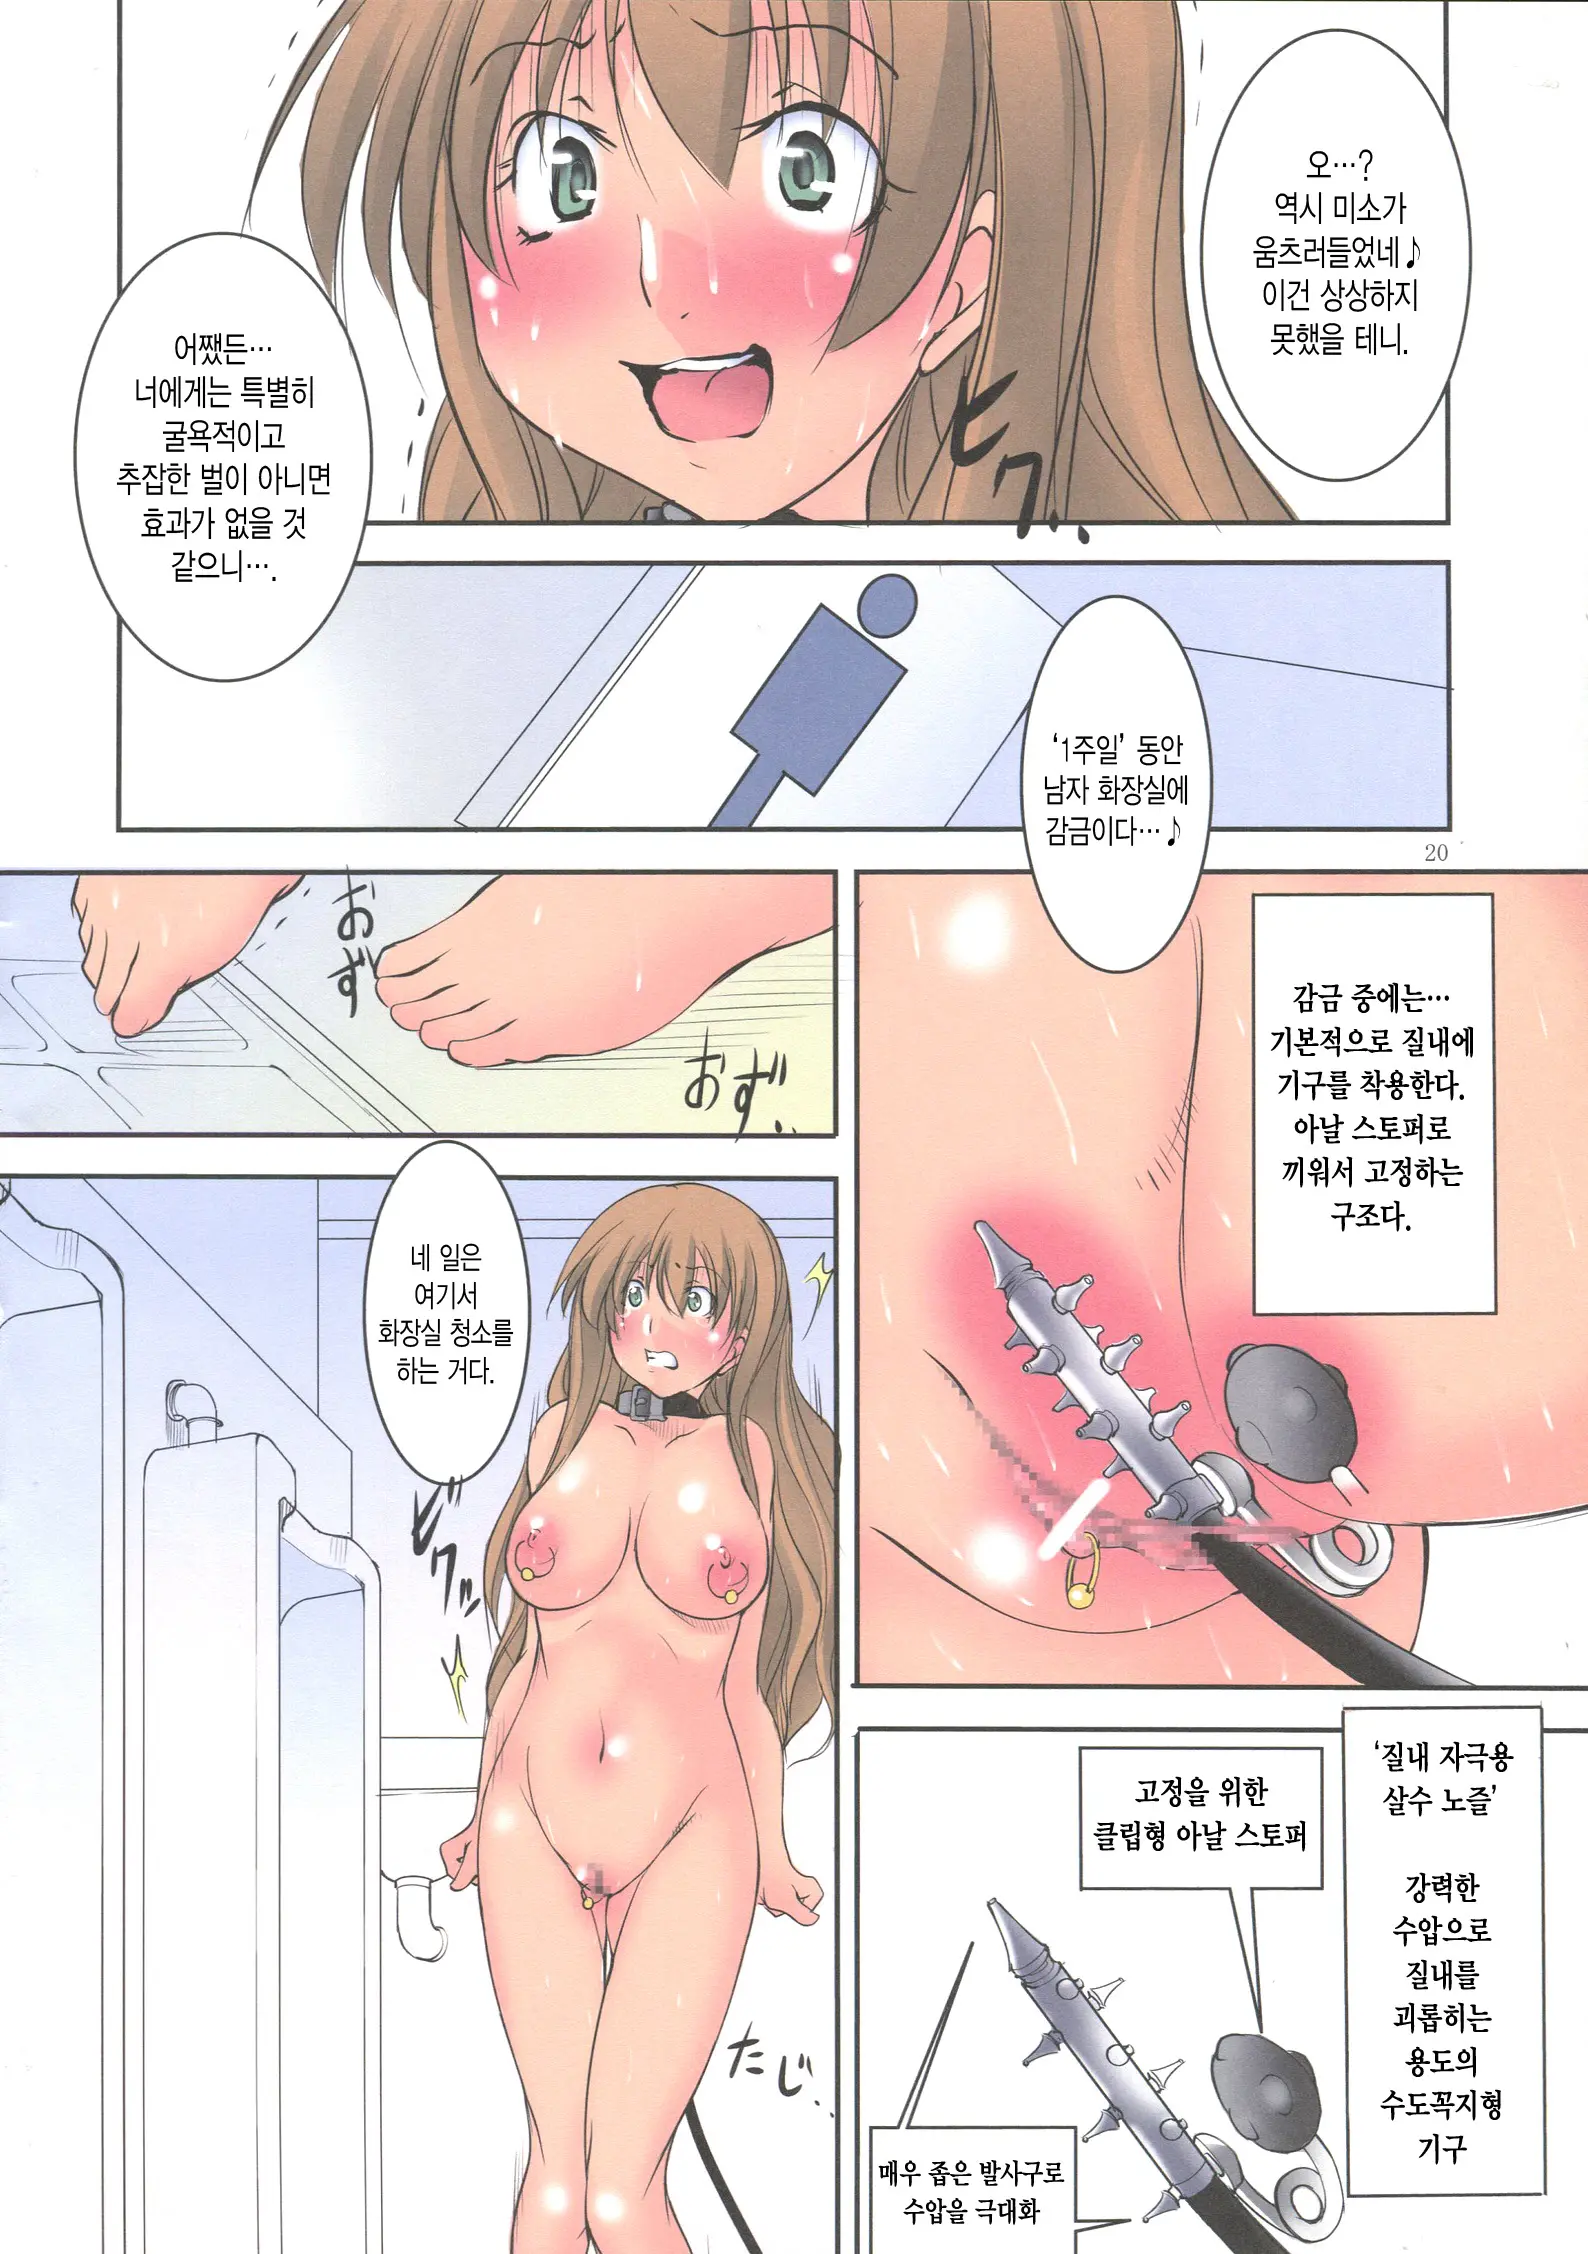 오…?
역시 미소가
움츠러들었네♪
이건 상상하지
못했을 테니.
ビクッ
어쨌든…
너에게는 특별히
굴욕적이고
추잡한 벌이 아니면
효과가 없을 것
같으니….
‘1주일’ 동안
남자 화장실에
감금이다…♪
20
おず
おず…
감금 중에는…
기본적으로 질내에
기구를 착용한다.
아날 스토퍼로
끼워서 고정하는
구조다.
네 일은
여기서
화장실 청소를
하는 거다.
ビクッ
たじ…
‘질내 자극용
살수 노즐’
강력한
수압으로
질내를
괴롭히는
용도의
수도꼭지형
기구
고정을 위한
클립형 아날 스토퍼
매우 좁은 발사구로
수압을 극대화